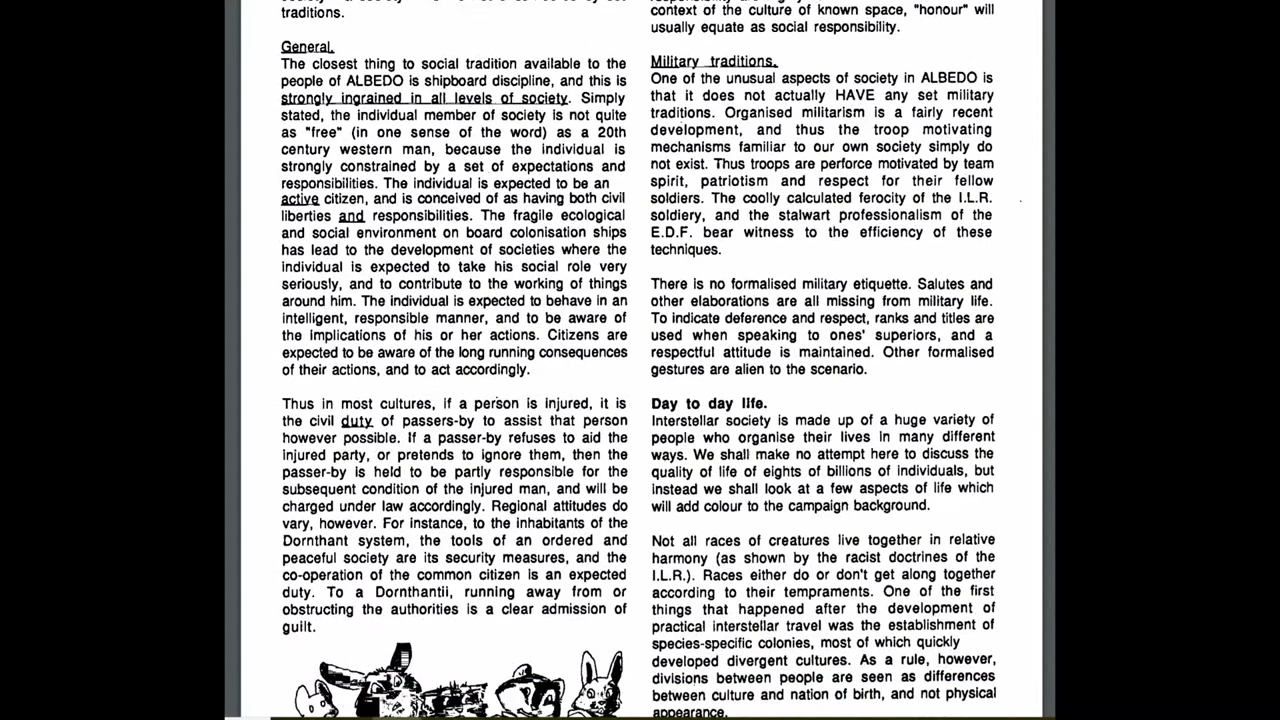 traditions.
General.
The closest thing to social tradition available to the
people of ALBEDO is shipboard discipline, and this is
strongly ingrained in all levels of society. Simply
stated, the individual member of society is not quite
as "free" (in one sense of the word) as a 20th
century western man, because the individual is
strongly constrained by a set of expectations and
responsibilities. The individual is expected to be an
active citizen, and is conceived of as having both civil
liberties and responsibilities. The fragile ecological
and social environment on board colonisation ships
has lead to the development of societies where the
individual is expected to take his social role very
seriously, and to contribute to the working of things
around him. The individual is expected to behave in an
intelligent, responsible manner, and to be aware of
the implications of his or her actions. Citizens are
expected to be aware of the long running consequences
of their actions, and to act accordingly.
Thus in most cultures, if a person is injured, it is
the civil duty of passers-by to assist that person
however possible. If a passer-by refuses to aid the
injured party, or pretends to ignore them, then the
passer-by is held to be partly responsible for the
subsequent condition of the injured man, and will be
charged under law accordingly. Regional attitudes do
vary, however. For instance, to the inhabitants of the
Dornthant system, the tools of an ordered and
peaceful society are its security measures, and the
co-operation of the common citizen is an expected
duty. To a Dornthantii, running away from or
obstructing the authorities is a clear admission of
guilt.
context of the culture of known space, "honour" will
usually equate as social responsibility.
Military traditions.
One of the unusual aspects of society in ALBEDO is
that it does not actually HAVE any set military
traditions. Organised militarism is a fairly recent
development, and thus the troop motivating
mechanisms familiar to our own society simply do
not exist. Thus troops are perforce motivated by team
spirit, patriotism and respect for their fellow
soldiers. The coolly calculated ferocity of the I.L.R.
soldiery, and the stalwart professionalism of the
E.D.F. bear witness to the efficiency of these
techniques.
There is no formalised military etiquette. Salutes and
other elaborations are all missing from military life.
To indicate deference and respect, ranks and titles are
used when speaking to ones' superiors, and a
respectful attitude is maintained. Other formalised
gestures are alien to the scenario.
Day to day life.
Interstellar society is made up of a huge variety of
people who organise their lives in many different
ways. We shall make no attempt here to discuss the
quality of life of eights of billions of individuals, but
instead we shall look at a few aspects of life which
will add colour to the campaign background.
Not all races of creatures live together in relative
harmony (as shown by the racist doctrines of the
I.L.R.). Races either do or don't get along together
according to their tempraments. One of the first
things that happened after the development of
practical interstellar travel was the establishment of
species-specific colonies, most of which quickly
developed divergent cultures. As a rule, however,
divisions between people are seen as differences
between culture and nation of birth, and not physical
appearance.